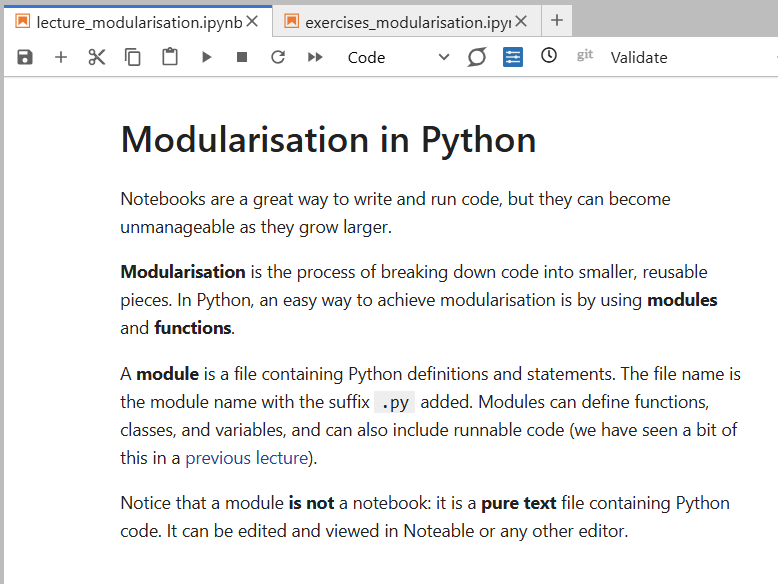 lecture_modularisation.ipynb
exercises_modularisation.ipyn
Code
git
Validate
Modularisation in Python
Notebooks are a great way to write and run code, but they can become
unmanageable as they grow larger.
Modularisation is the process of breaking down code into smaller, reusable
pieces. In Python, an easy way to achieve modularisation is by using modules
and functions.
A module is a file containing Python definitions and statements. The file name is
the module name with the suffix .py added. Modules can define functions,
classes, and variables, and can also include runnable code (we have seen a bit of
this in a previous lecture).
Notice that a module is not a notebook: it is a pure text file containing Python
code. It can be edited and viewed in Noteable or any other editor.